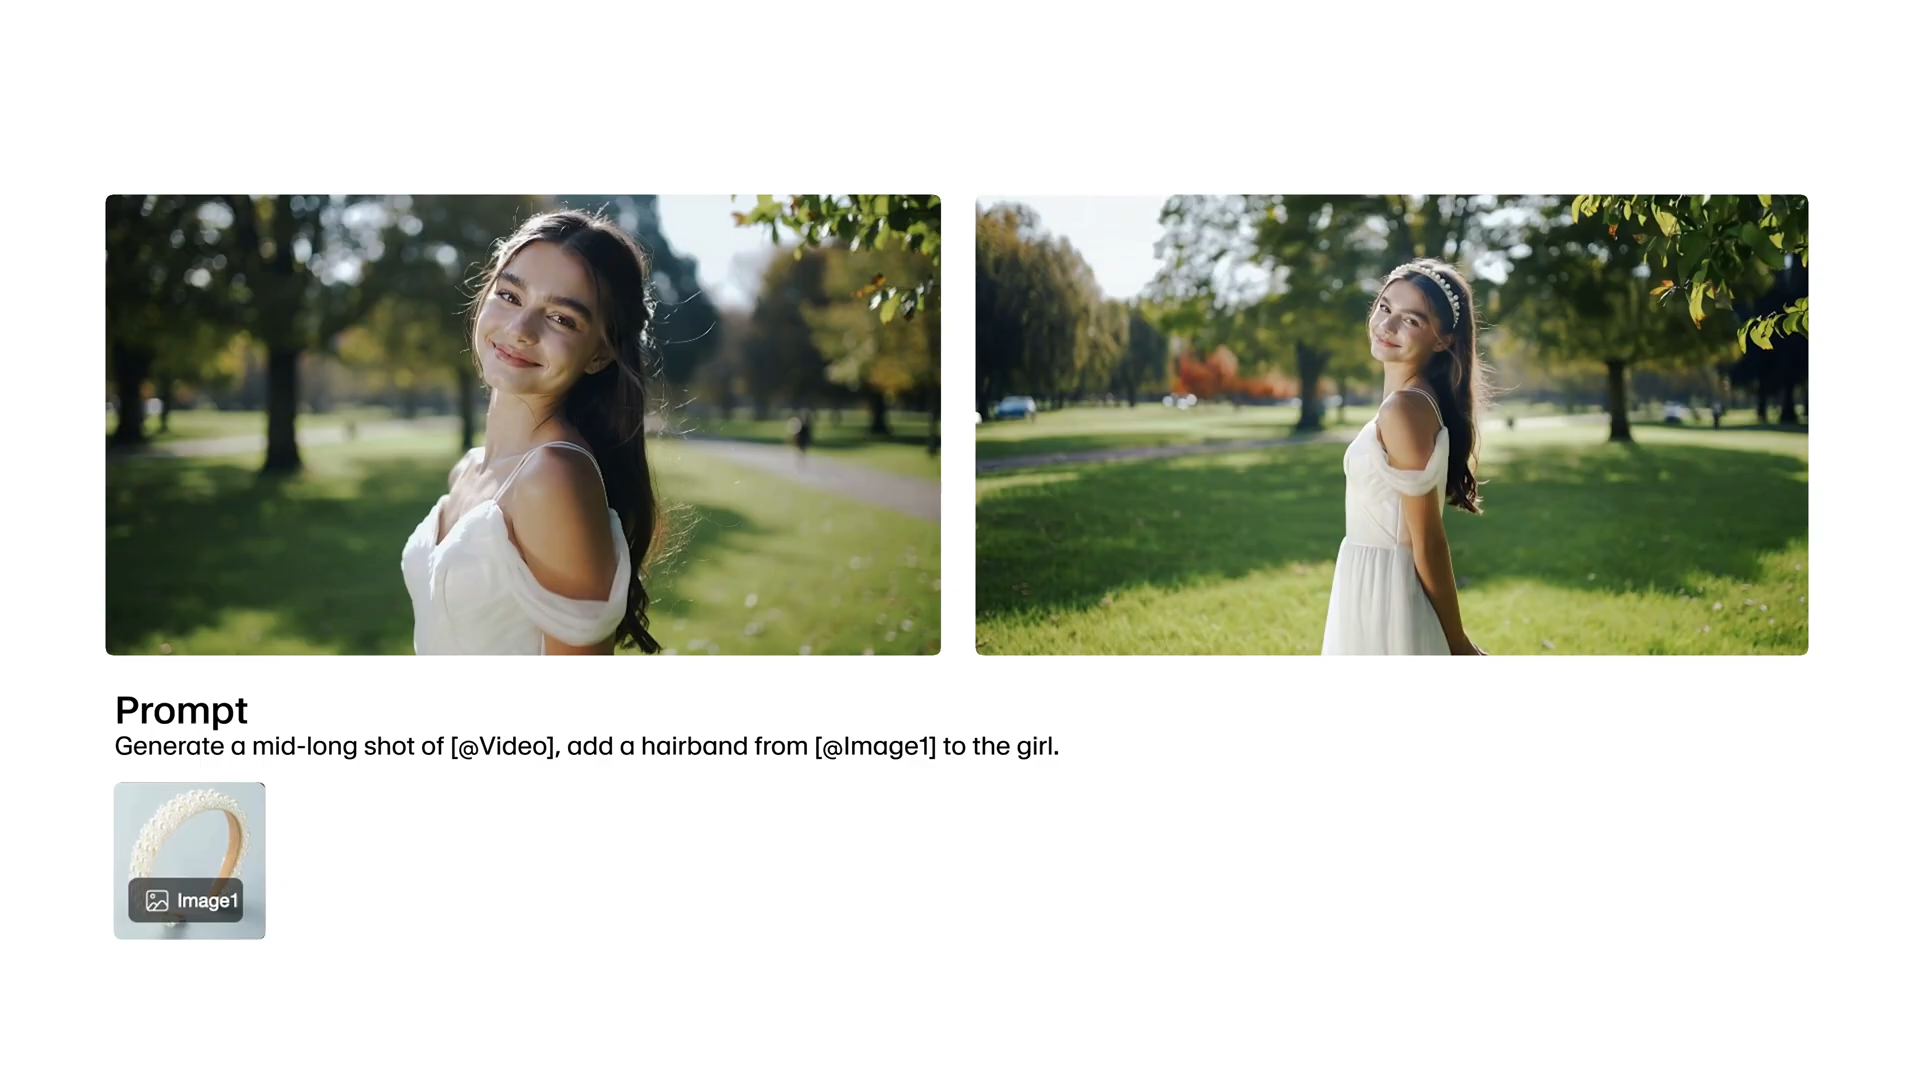 Prompt
Generate a mid-long shot of [@Video], add a hairband from [@Image1] to the girl.
Image1